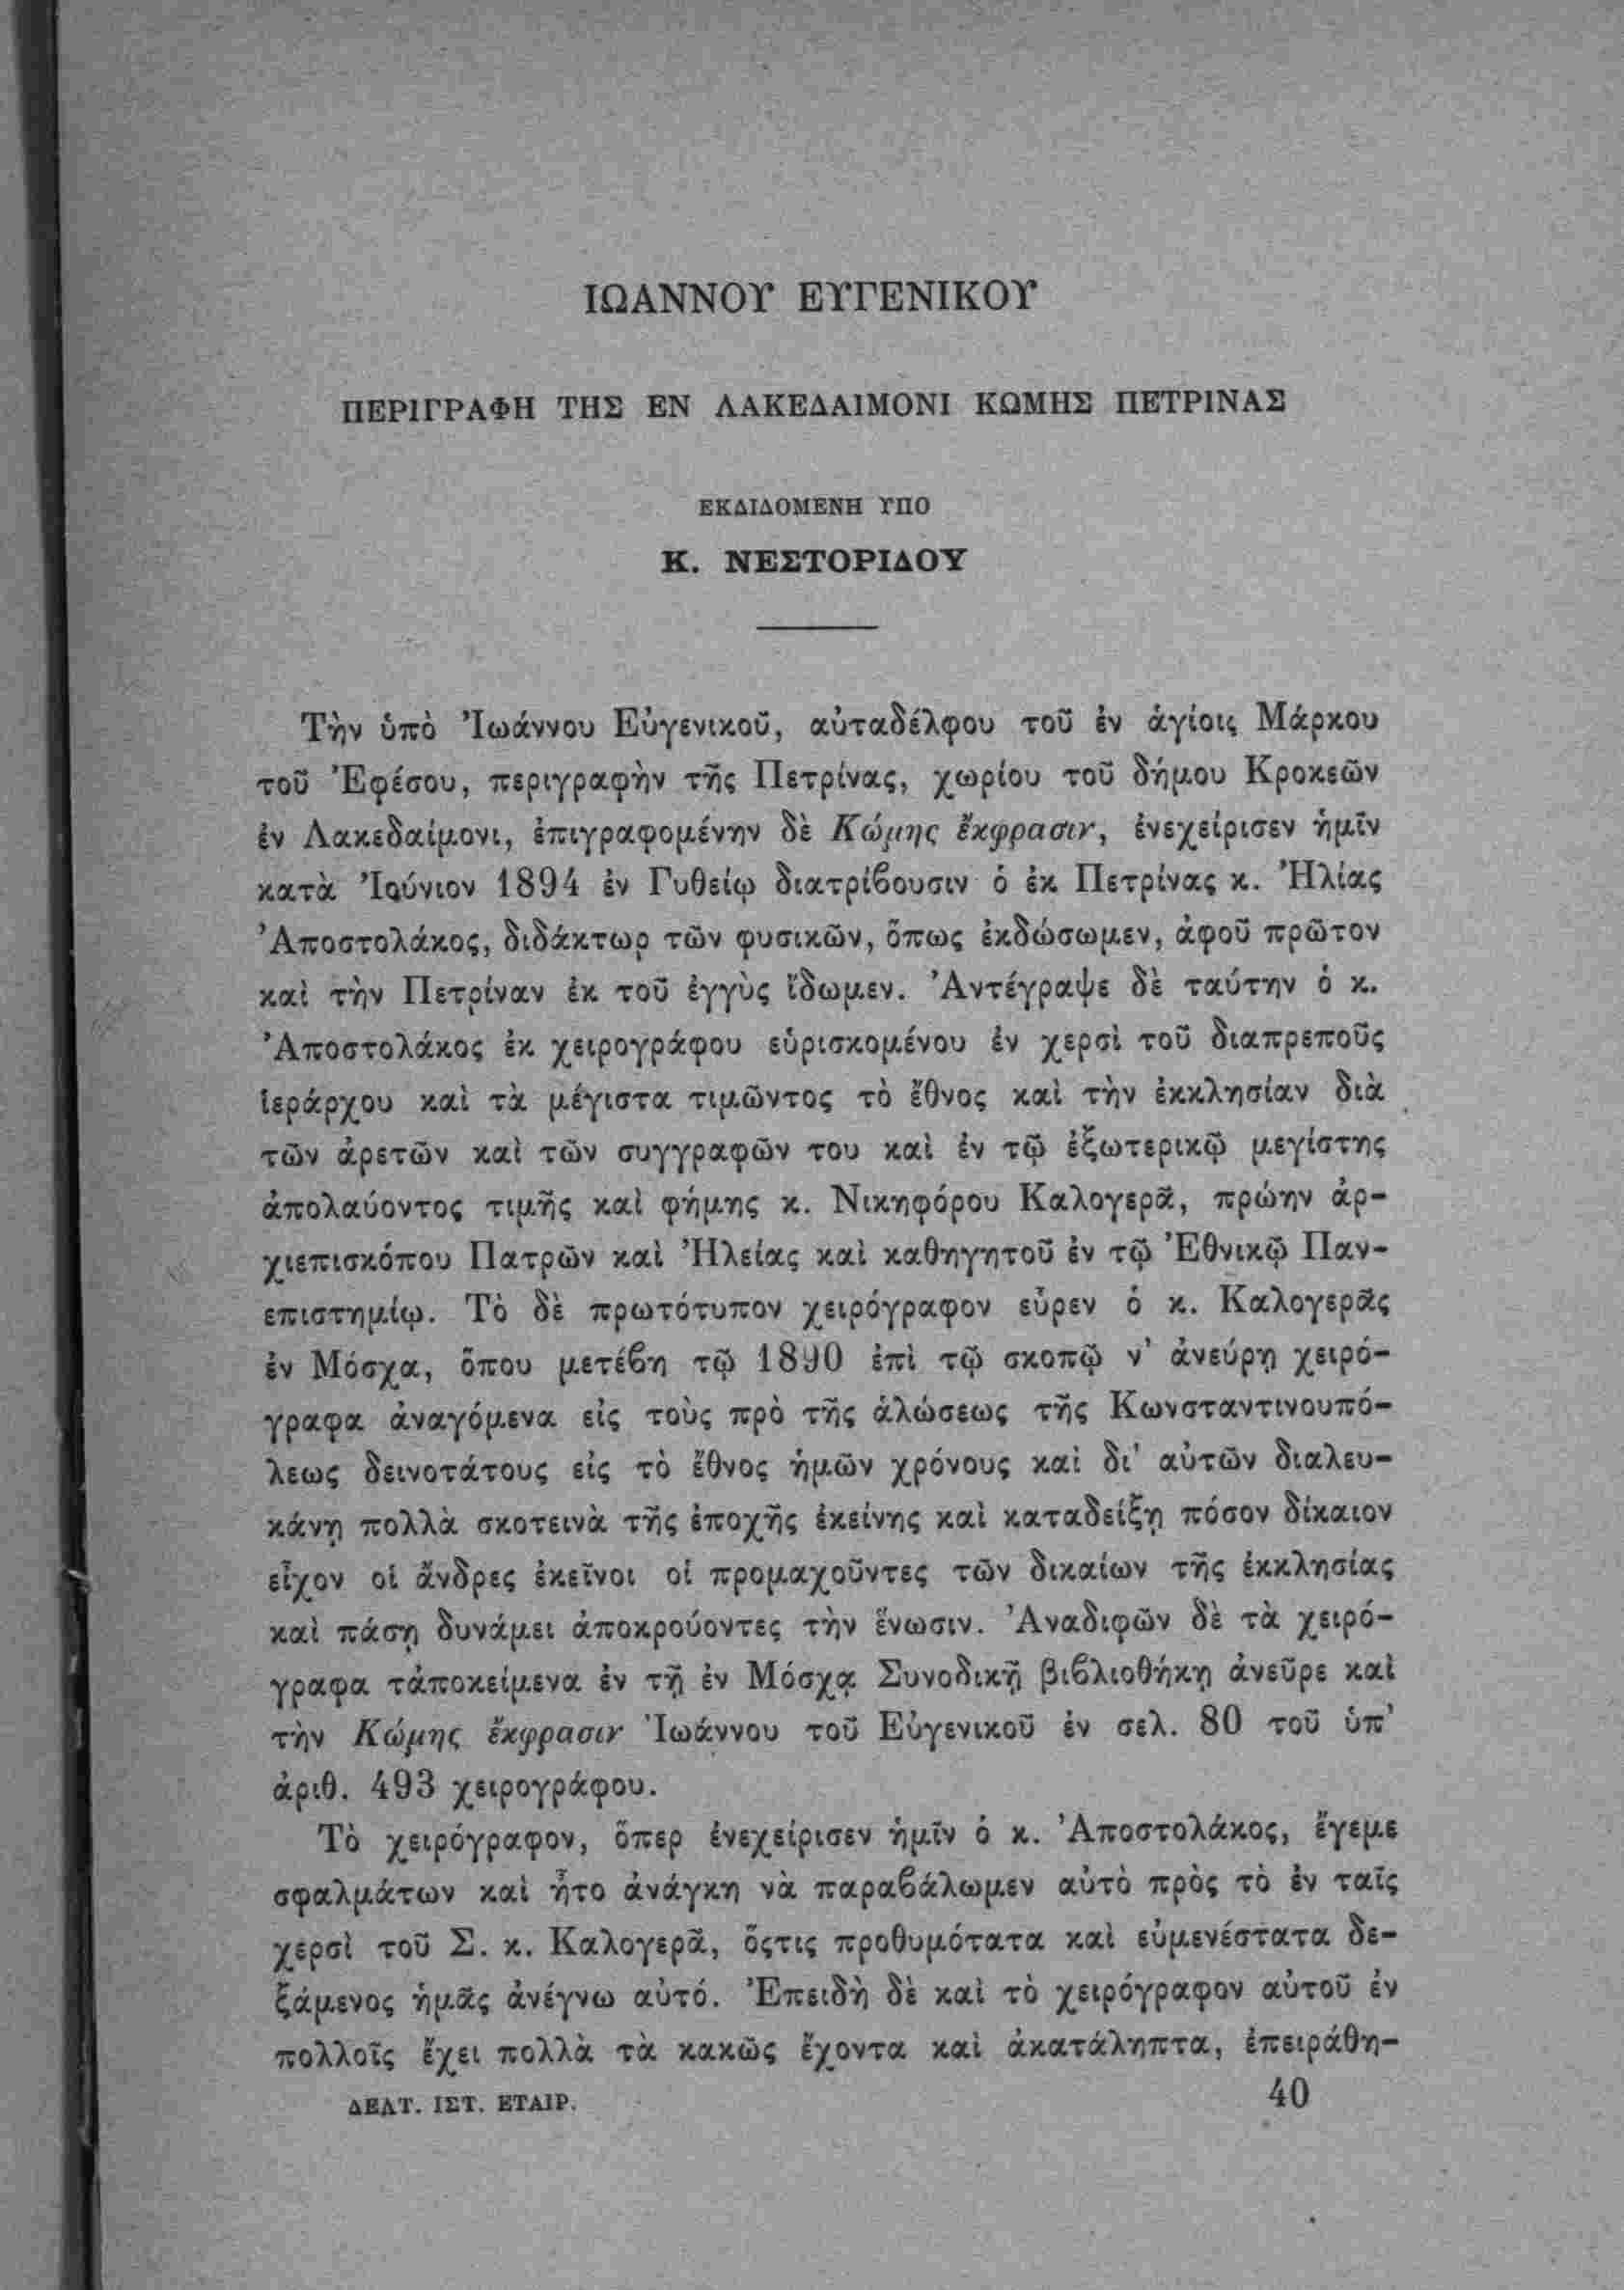 ΙΩΑΝΝΟΥ ΕΥΓΕΝΙΚΟΥ
ΠΕΡΙΓΡΑΦΗ ΤΗΣ ΕΝ ΛΑΚΕΔΑΙΜΟΝΙ ΚΩΜΗΣ ΠΕΤΡΙΝΑΣ
ΕΚΔΙΔΟΜΕΝΗ ΥΠΟ
Κ. ΝΕΣΤΟΡΙΔΟΥ
Τὴν ὑπὸ Ἰωάννου Εὐγενικοῦ, αὐταδέλφου τοῦ ἐν ἁγίοις Μάρκου
τοῦ Ἐφέσου, περιγραφὴν τῆς Πετρίνας, χωρίου τοῦ δήμου Κροκεῶν
ἐν Λακεδαίμονι, ἐπιγραφομένην δὲ Κώμης ἔκφρασιν, ἐνεχείρισεν ἡμῖν
κατὰ Ἰούνιον 1894 ἐν Γυθείῳ διατρίβουσιν ὁ ἐκ Πετρίνας κ. Ἠλίας
Ἀποστολάκος, διδάκτωρ τῶν φυσικῶν, ὅπως ἐκδώσωμεν, ἀφοῦ πρῶτον
καὶ τὴν Πετρίναν ἐκ τοῦ ἐγγὺς ἴδωμεν. Ἀντέγραψε δὲ ταύτην ὁ κ.
Ἀποστολάκος ἐκ χειρογράφου εὑρισκομένου ἐν χερσὶ τοῦ διαπρεποῦς
ἱεράρχου καὶ τὰ μέγιστα τιμῶντος τὸ ἔθνος καὶ τὴν ἐκκλησίαν διὰ
τῶν ἀρετῶν καὶ τῶν συγγραφῶν του καὶ ἐν τῷ ἐξωτερικῷ μεγίστης
ἀπολαύοντος τιμῆς καὶ φήμης κ. Νικηφόρου Καλογερᾶ, πρώην ἀρ-
χιεπισκόπου Πατρῶν καὶ Ἠλείας καὶ καθηγητοῦ ἐν τῷ Ἐθνικῷ Παν-
επιστημίῳ. Τὸ δὲ πρωτότυπον χειρόγραφον εὗρεν ὁ κ. Καλογερᾶς
ἐν Μόσχα, ὅπου μετέβη τῷ 1890 ἐπὶ τῷ σκοπῷ ν' ἀνεύρῃ χειρό-
γραφα ἀναγόμενα εἰς τοὺς πρὸ τῆς ἁλώσεως τῆς Κωνσταντινουπό-
λεως δεινοτάτους εἰς τὸ ἔθνος ἡμῶν χρόνους καὶ δι' αὐτῶν διαλευ-
κάνῃ πολλὰ σκοτεινὰ τῆς ἐποχῆς ἐκείνης καὶ καταδείξῃ πόσον δίκαιον
εἶχον οἱ ἄνδρες ἐκεῖνοι οἱ προμαχοῦντες τῶν δικαίων τῆς ἐκκλησίας
καὶ πάσῃ δυνάμει ἀποκρούοντες τὴν ἕνωσιν. Ἀναδιφῶν δὲ τὰ χειρό-
γραφα τἀποκείμενα ἐν τῇ ἐν Μόσχᾳ Συνοδικῇ βιβλιοθήκῃ ἀνεῦρε καὶ
τὴν Κώμης ἔκφρασιν Ἰωάννου τοῦ Εὐγενικοῦ ἐν σελ. 80 τοῦ ὑπ'
ἀριθ. 493 χειρογράφου.
Τὸ χειρόγραφον, ὅπερ ἐνεχείρισεν ἡμῖν ὁ κ. Ἀποστολάκος, ἔγεμε
σφαλμάτων καὶ ἦτο ἀνάγκη νὰ παραβάλωμεν αὐτὸ πρὸς τὸ ἐν ταῖς
χερσὶ τοῦ Σ. κ. Καλογερᾶ, ὅςτις προθυμότατα καὶ εὐμενέστατα δε-
ξάμενος ἡμᾶς ἀνέγνω αὐτό. Ἐπειδὴ δὲ καὶ τὸ χειρόγραφον αὐτοῦ ἐν
πολλοῖς ἔχει πολλὰ τὰ κακῶς ἔχοντα καὶ ἀκατάληπτα, ἐπειράθη-
ΔΕΛΤ. ΙΣΤ. ΕΤΑΙΡ. 40